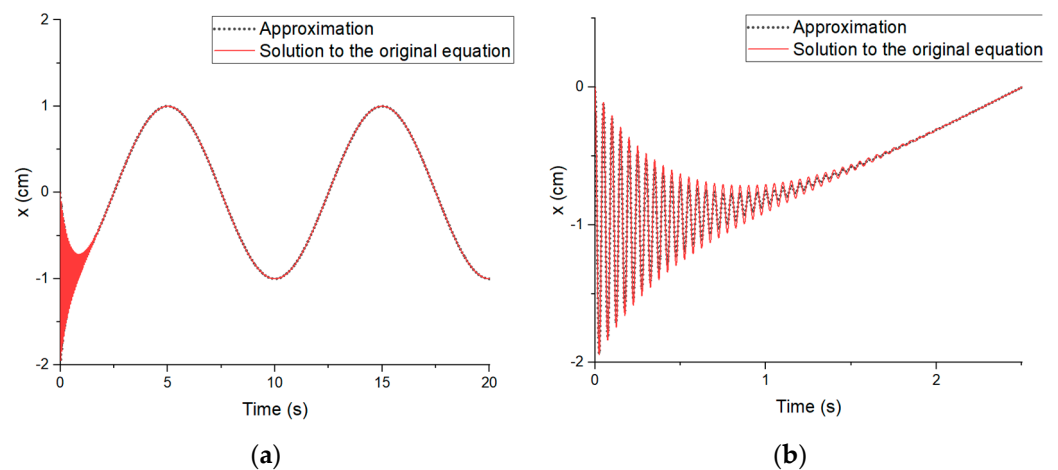 Approximation
Solution to the original equation
2
1
0
-1
-2
x (cm)
0
5
10
15
20
Time (s)
(a)
Approximation
Solution to the original equation
0
-1
-2
x (cm)
0
1
2
Time (s)
(b)